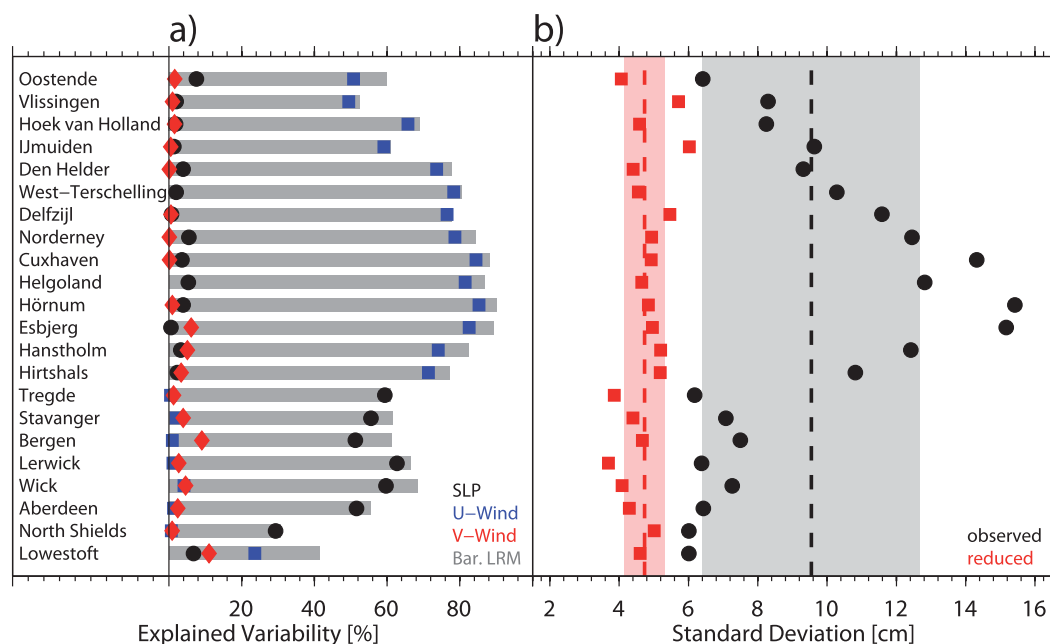 a)
b)
Oostende
Vlissingen
Hoek van Holland
IJmuiden
Den Helder
West−Terschelling
Delfzijl
Norderney
Cuxhaven
Helgoland
Hörnum
Esbjerg
Hanstholm
Hirtshals
Tregde
Stavanger
Bergen
Lerwick
Wick
Aberdeen
North Shields
Lowestoft
SLP
U−Wind
V−Wind
Bar. LRM
observed
reduced
20 40 60 80
2 4 6 8 10 12 14 16
Explained Variability [%]
Standard Deviation [cm]